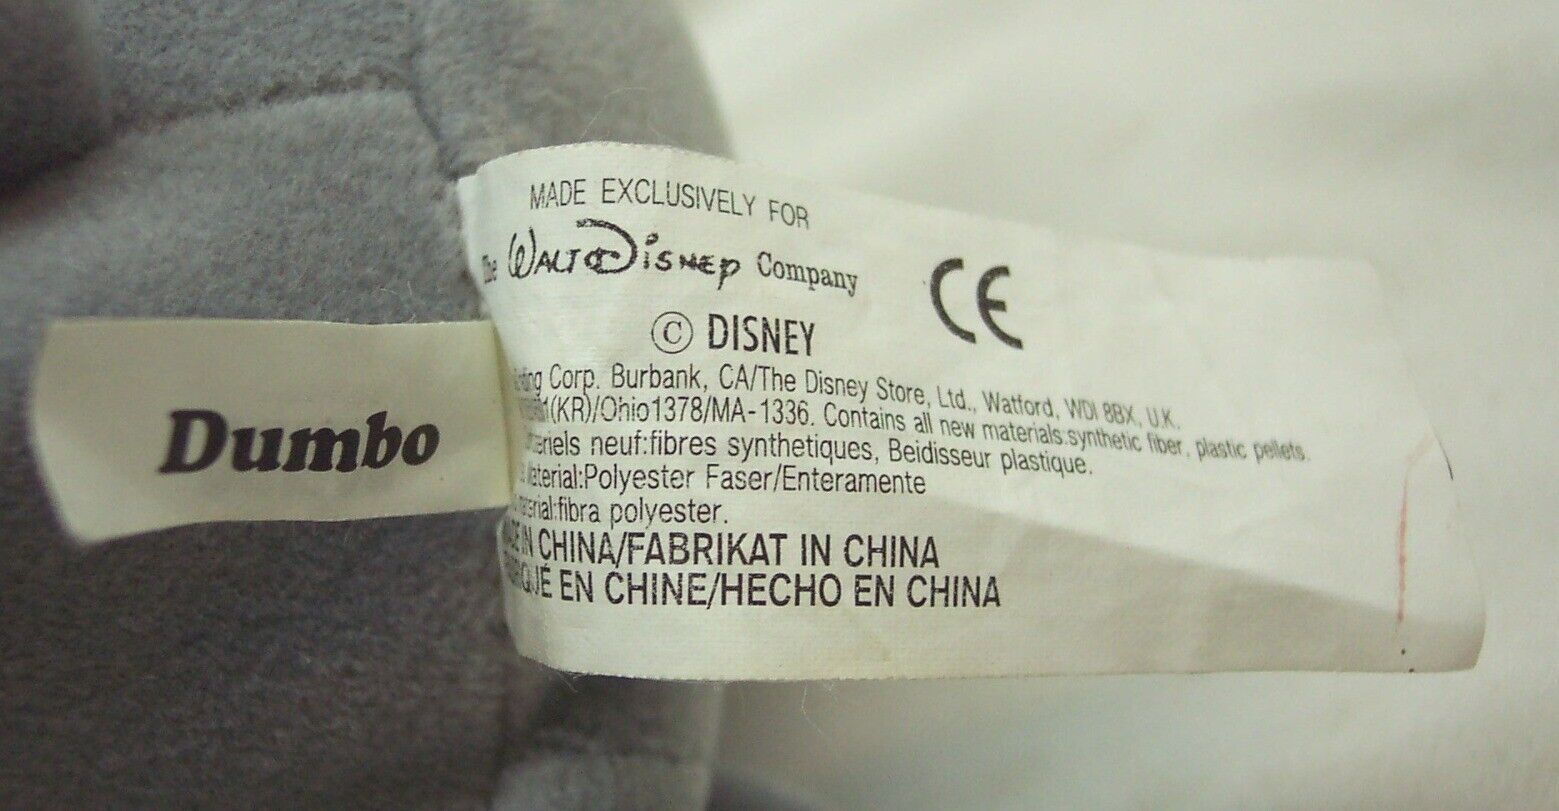 MADE EXCLUSIVELY FOR
The WALT DISNEY Company
CE
© DISNEY
Corp. Burbank, CA/The Disney Store, Ltd., Watford, WDI 8BX, U.K.
(KR)/Ohio1378/MA-1336. Contains all new materials:synthetic fiber, plastic pellets.
neuf:fibres synthetiques, Beidisseur plastique.
Material:Polyester Faser/Enteramente
material:fibra polyester.
IN CHINA/FABRIKAT IN CHINA
EN CHINE/HECHO EN CHINA
Dumbo